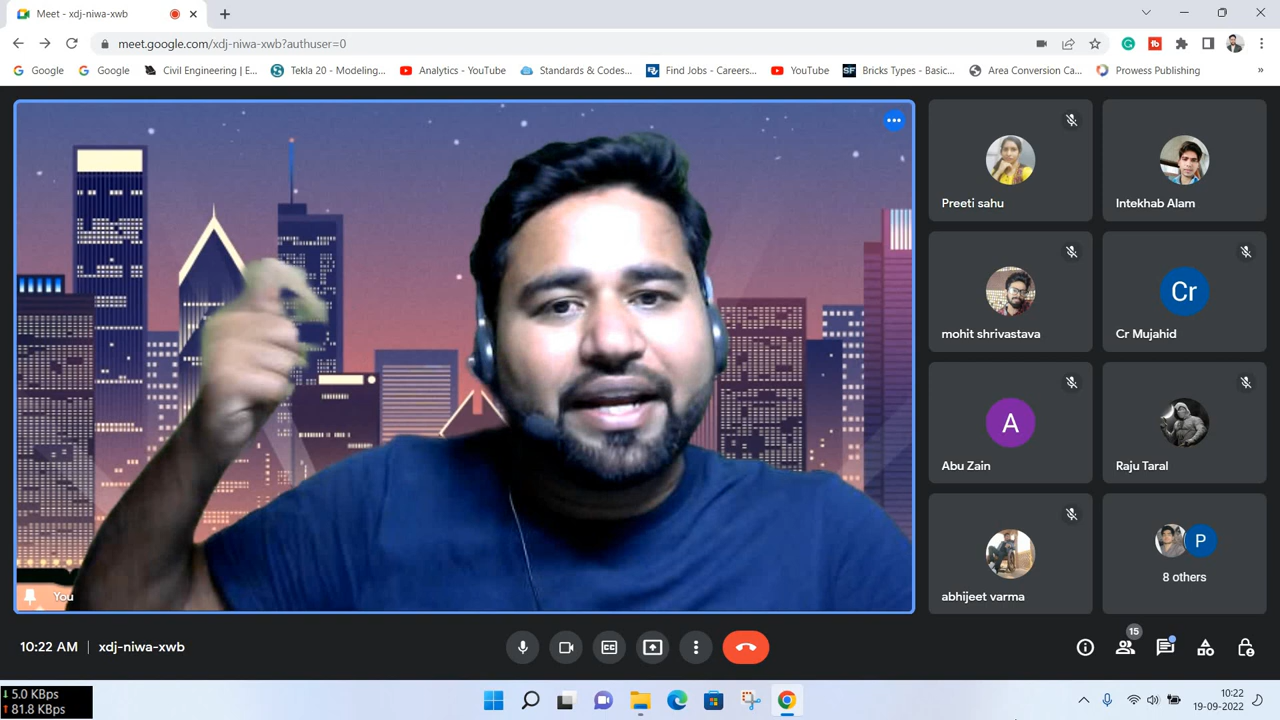 Meet - xdj-niwa-xwb
meet.google.com/xdj-niwa-xwb?authuser=0
Google
Google
Civil Engineering | E...
Tekla 20 - Modeling...
Analytics - YouTube
Standards & Codes...
Find Jobs - Careers...
YouTube
SF
Bricks Types - Basic...
Area Conversion Ca...
Prowess Publishing
»
Preeti sahu
Intekhab Alam
mohit shrivastava
Cr
Cr Mujahid
A
Abu Zain
Raju Taral
abhijeet varma
P
8 others
You
10:22 AM | xdj-niwa-xwb
CC
15
↓ 5.0 KBps
↑ 81.8 KBps
10:22
19-09-2022